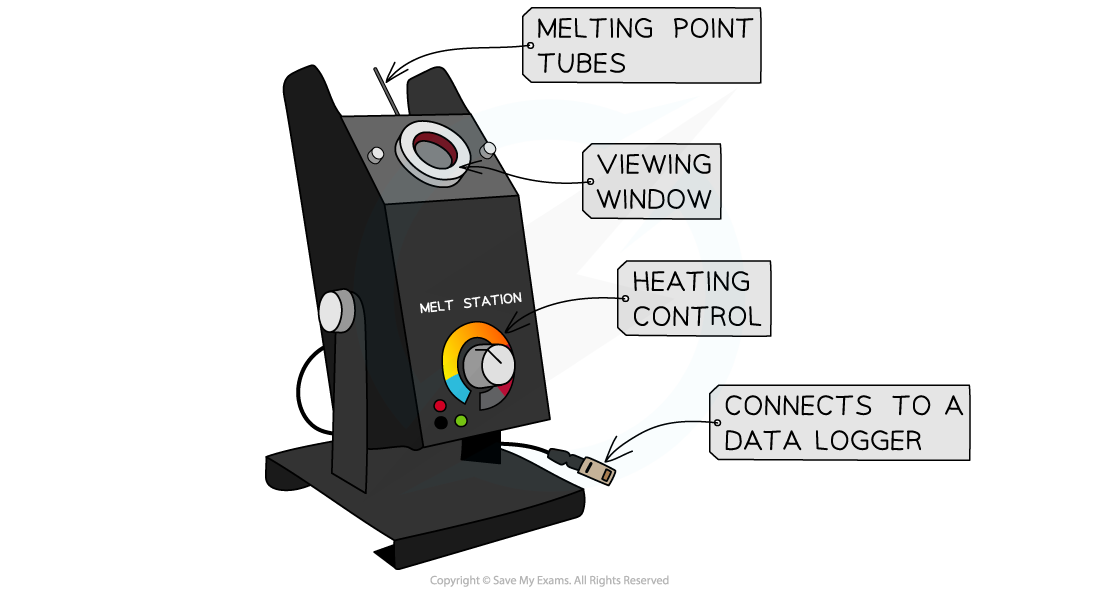 MELTING POINT
TUBES
VIEWING
WINDOW
HEATING
CONTROL
MELT STATION
CONNECTS TO A
DATA LOGGER
Copyright © Save My Exams. All Rights Reserved